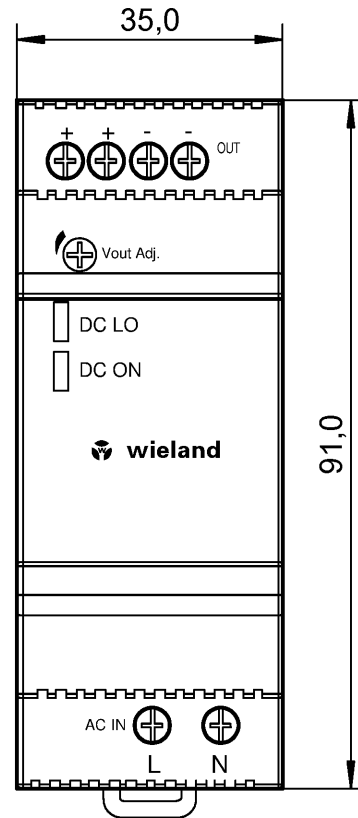 35,0
+ + - - OUT
Vout Adj.
DC LO
DC ON
wieland
91,0
AC IN
L N